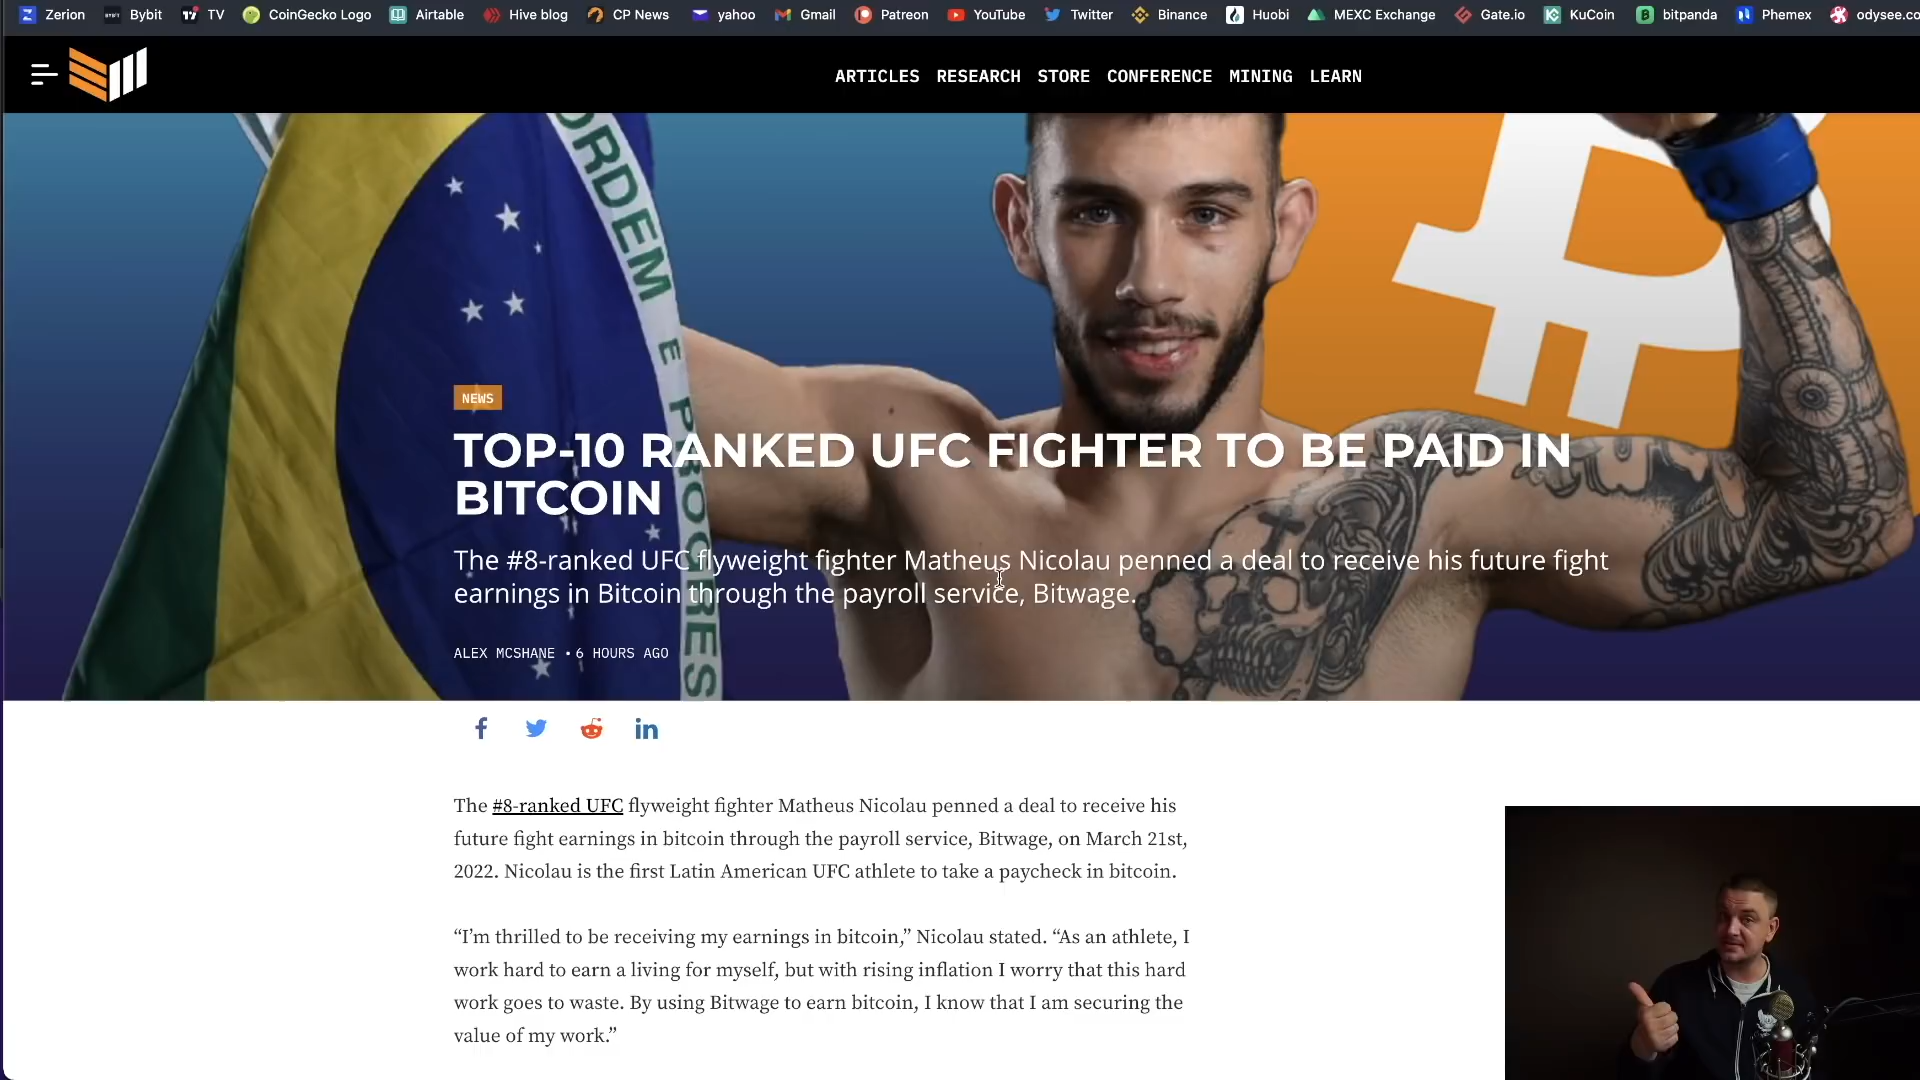 Zerion Bybit TV CoinGecko Logo Airtable Hive blog CP News yahoo Gmail Patreon YouTube Twitter Binance Huobi MEXC Exchange Gate.io KuCoin bitpanda Phemex odysee.co
ARTICLES RESEARCH STORE CONFERENCE MINING LEARN
ORDEM E PROGRES
NEWS
TOP-10 RANKED UFC FIGHTER TO BE PAID IN
BITCOIN
The #8-ranked UFC flyweight fighter Matheus Nicolau penned a deal to receive his future fight
earnings in Bitcoin through the payroll service, Bitwage.
ALEX MCSHANE • 6 HOURS AGO
The #8-ranked UFC flyweight fighter Matheus Nicolau penned a deal to receive his
future fight earnings in bitcoin through the payroll service, Bitwage, on March 21st,
2022. Nicolau is the first Latin American UFC athlete to take a paycheck in bitcoin.
“I’m thrilled to be receiving my earnings in bitcoin,” Nicolau stated. “As an athlete, I
work hard to earn a living for myself, but with rising inflation I worry that this hard
work goes to waste. By using Bitwage to earn bitcoin, I know that I am securing the
value of my work.”